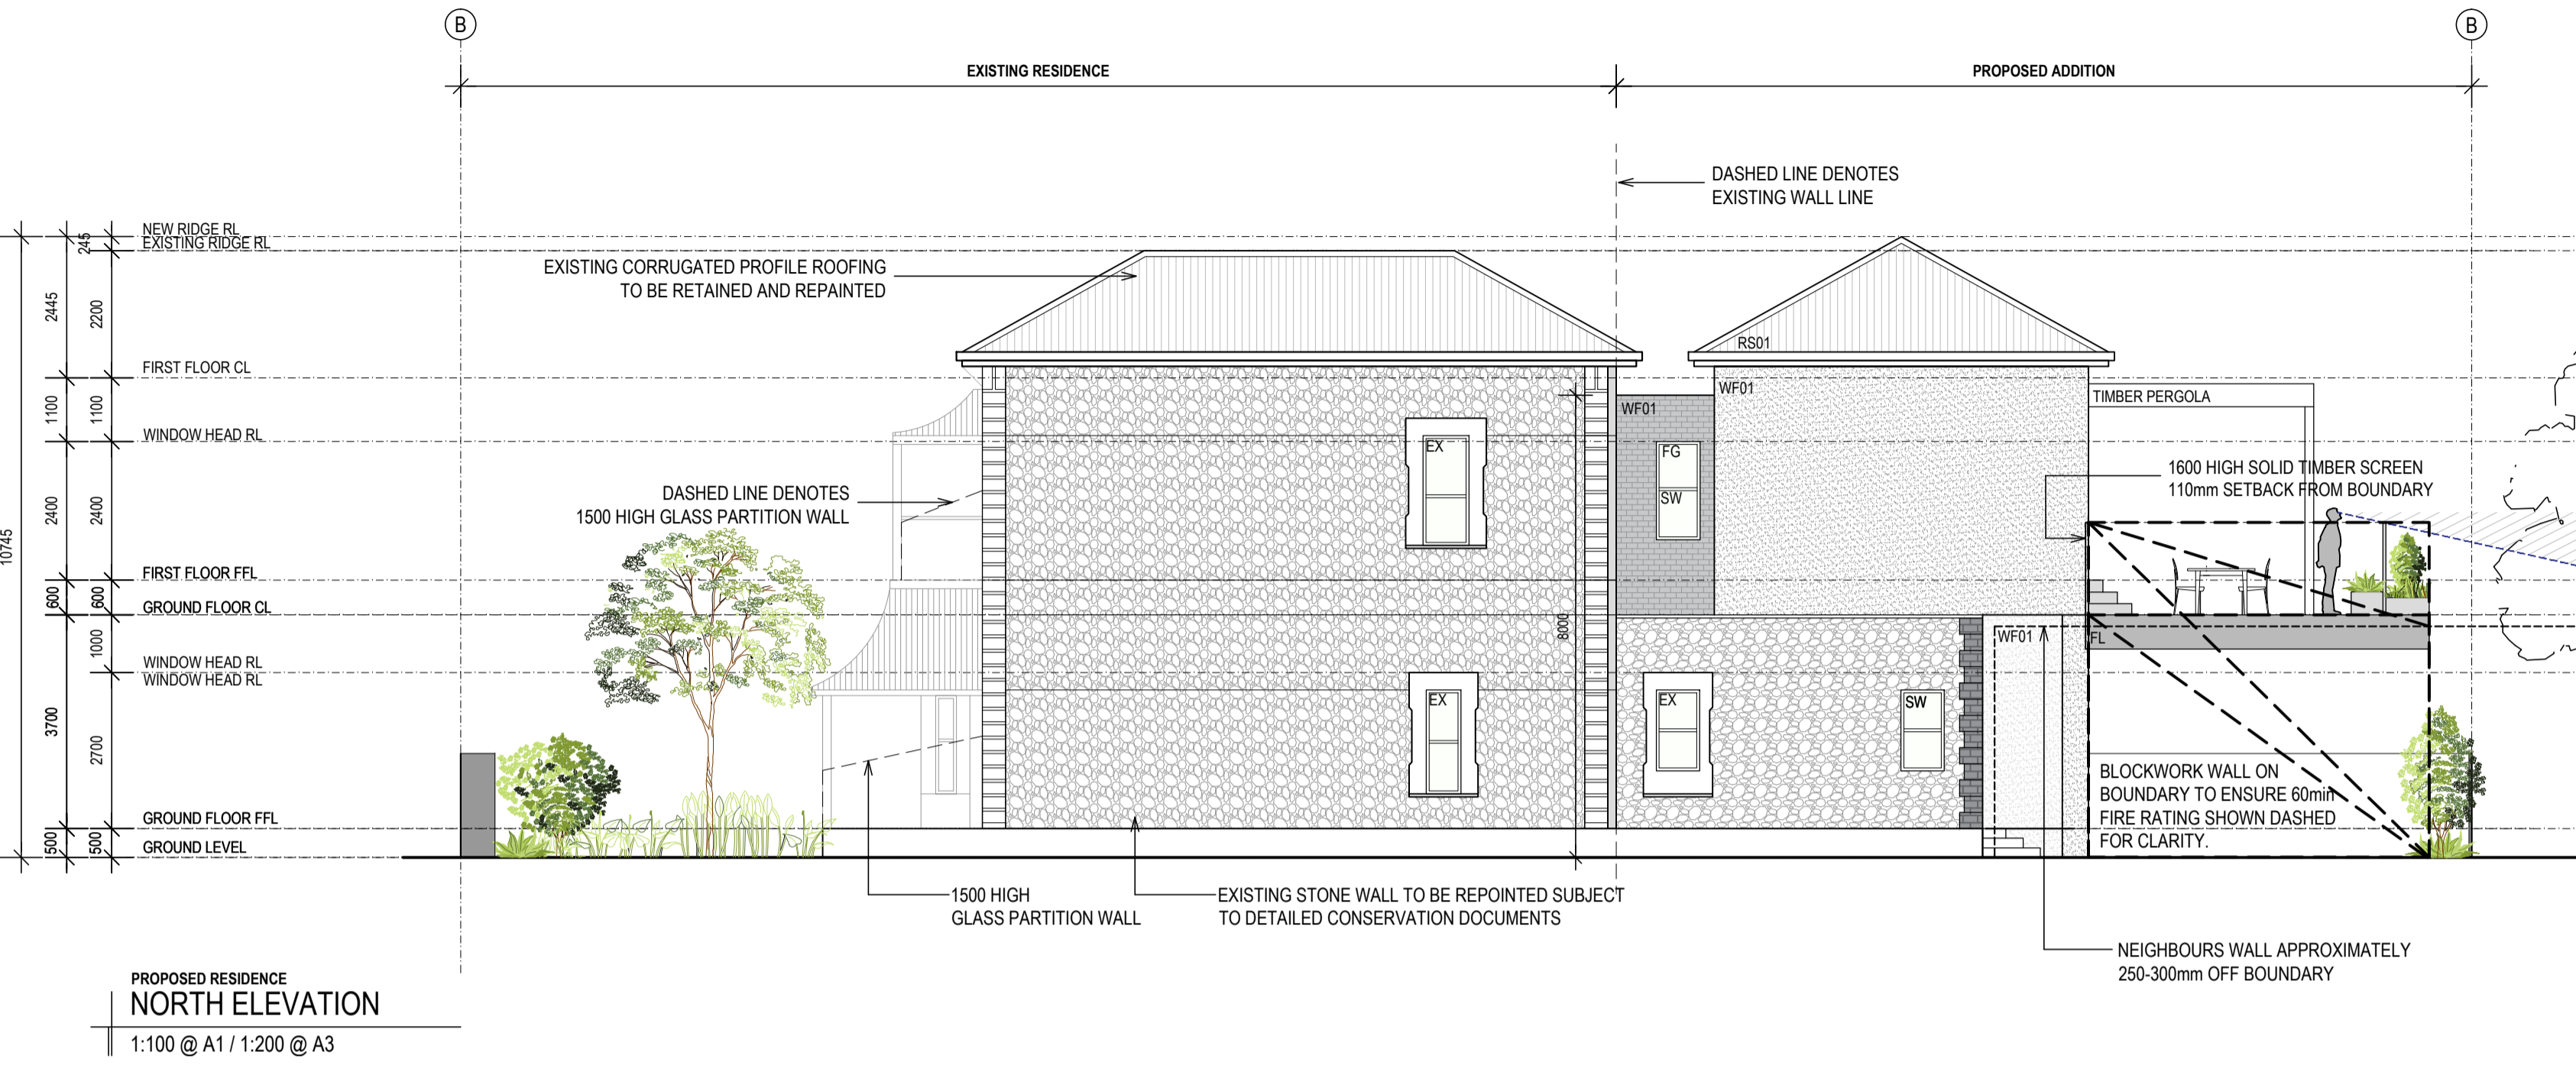 B
B
EXISTING RESIDENCE
PROPOSED ADDITION
DASHED LINE DENOTES
EXISTING WALL LINE
NEW RIDGE RL
EXISTING RIDGE RL
FIRST FLOOR CL
WINDOW HEAD RL
FIRST FLOOR FFL
GROUND FLOOR CL
WINDOW HEAD RL
WINDOW HEAD RL
GROUND FLOOR FFL
GROUND LEVEL
10745
2445
1100
2400
600
3700
500
245
2200
1100
2400
600
1000
2700
500
EXISTING CORRUGATED PROFILE ROOFING
TO BE RETAINED AND REPAINTED
DASHED LINE DENOTES
1500 HIGH GLASS PARTITION WALL
EX
EX
8000
RS01
WF01
WF01
FG
SW
EX
SW
WF01
FL
TIMBER PERGOLA
1600 HIGH SOLID TIMBER SCREEN
110mm SETBACK FROM BOUNDARY
BLOCKWORK WALL ON
BOUNDARY TO ENSURE 60min
FIRE RATING SHOWN DASHED
FOR CLARITY.
1500 HIGH
GLASS PARTITION WALL
EXISTING STONE WALL TO BE REPOINTED SUBJECT
TO DETAILED CONSERVATION DOCUMENTS
NEIGHBOURS WALL APPROXIMATELY
250-300mm OFF BOUNDARY
PROPOSED RESIDENCE
NORTH ELEVATION
1:100 @ A1 / 1:200 @ A3